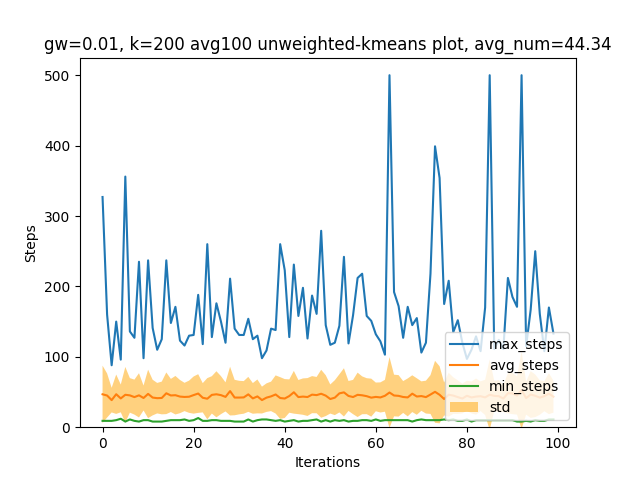 gw=0.01, k=200 avg100 unweighted-kmeans plot, avg_num=44.34
500
400
300
200
100
0
Steps
0
20
40
60
80
100
Iterations
max_steps
avg_steps
min_steps
std